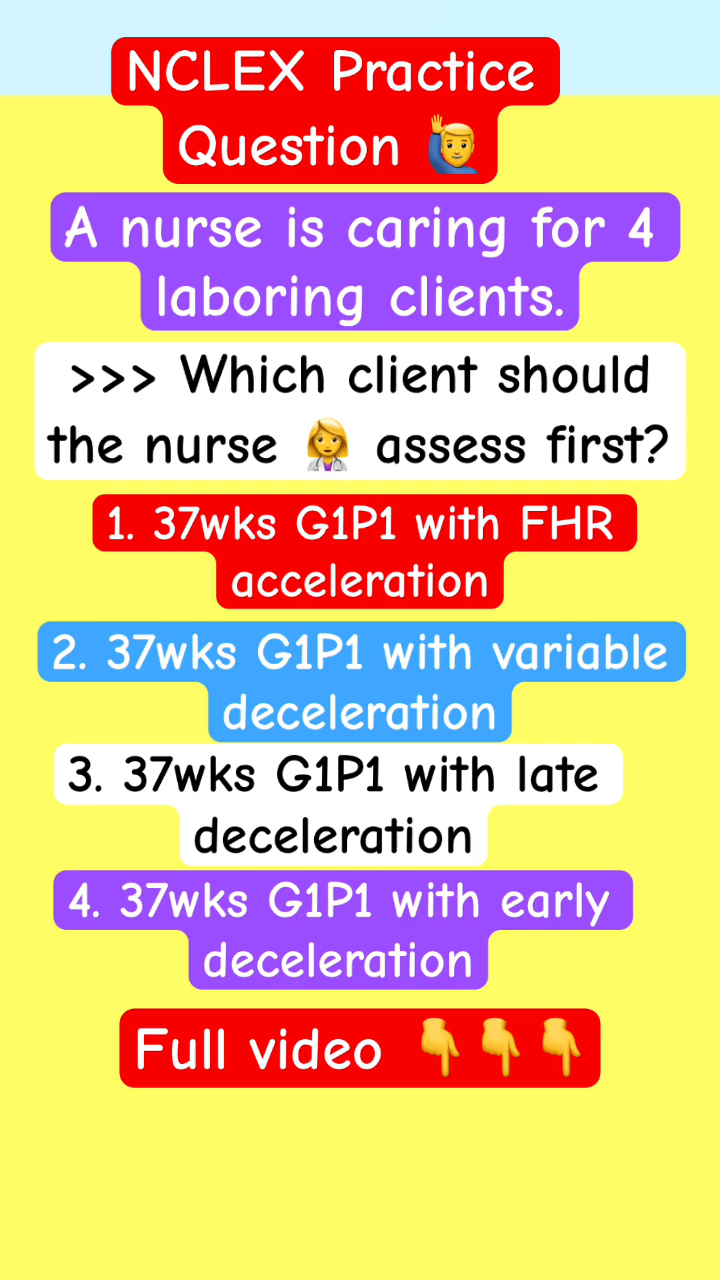 NCLEX Practice
Question 🙋‍♂️
A nurse is caring for 4
laboring clients.
>>> Which client should
the nurse 👩‍⚕️ assess first?
1. 37wks G1P1 with FHR
acceleration
2. 37wks G1P1 with variable
deceleration
3. 37wks G1P1 with late
deceleration
4. 37wks G1P1 with early
deceleration
Full video 👇👇👇